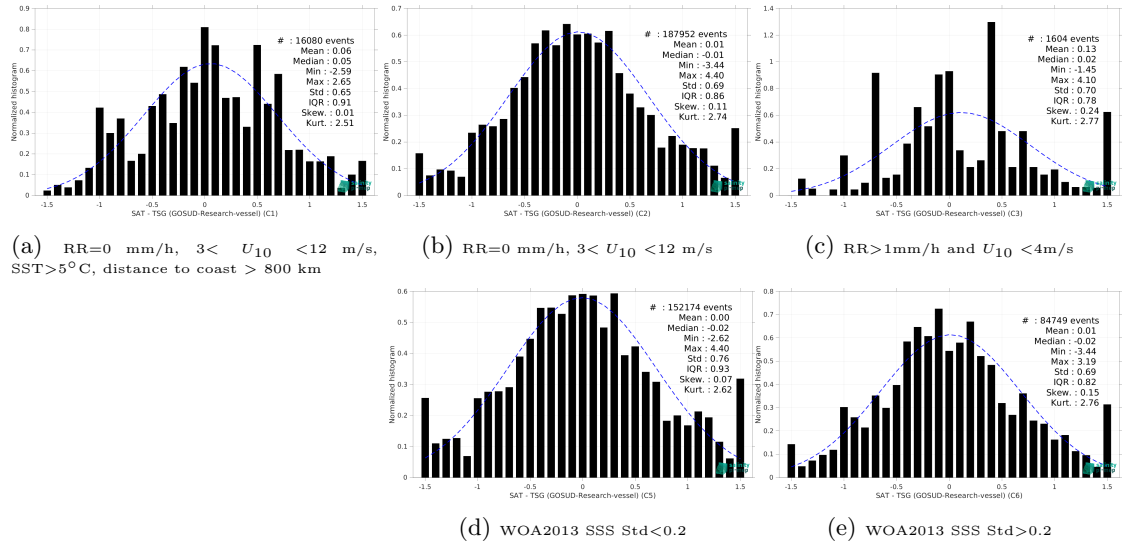 0.9
0.8
0.7
0.6
0.5
0.4
0.3
0.2
0.1
0
Normalized histogram
# : 16080 events
Mean : 0.06
Median : 0.05
Min : -2.59
Max : 2.65
Std : 0.65
IQR : 0.91
Skew. : 0.01
Kurt. : 2.51
-1.5 -1 -0.5 0 0.5 1 1.5
SAT - TSG (GOSUD-Research-vessel) (C1)
(a) RR=0 mm/h, 3< U10 <12 m/s,
SST>5°C, distance to coast > 800 km
0.7
0.6
0.5
0.4
0.3
0.2
0.1
0
Normalized histogram
# : 187952 events
Mean : 0.01
Median : -0.01
Min : -3.44
Max : 4.40
Std : 0.69
IQR : 0.86
Skew. : 0.11
Kurt. : 2.74
-1.5 -1 -0.5 0 0.5 1 1.5
SAT - TSG (GOSUD-Research-vessel) (C2)
(b) RR=0 mm/h, 3< U10 <12 m/s
1.4
1.2
1
0.8
0.6
0.4
0.2
0
Normalized histogram
# : 1604 events
Mean : 0.13
Median : 0.02
Min : -1.45
Max : 4.10
Std : 0.70
IQR : 0.78
Skew. : 0.24
Kurt. : 2.77
-1.5 -1 -0.5 0 0.5 1 1.5
SAT - TSG (GOSUD-Research-vessel) (C3)
(c) RR>1mm/h and U10 <4m/s
0.6
0.5
0.4
0.3
0.2
0.1
0
Normalized histogram
# : 152174 events
Mean : 0.00
Median : -0.02
Min : -2.62
Max : 4.40
Std : 0.76
IQR : 0.93
Skew. : 0.07
Kurt. : 2.62
-1.5 -1 -0.5 0 0.5 1 1.5
SAT - TSG (GOSUD-Research-vessel) (C5)
(d) WOA2013 SSS Std<0.2
0.8
0.7
0.6
0.5
0.4
0.3
0.2
0.1
0
Normalized histogram
# : 84749 events
Mean : 0.01
Median : -0.02
Min : -3.44
Max : 3.19
Std : 0.69
IQR : 0.82
Skew. : 0.15
Kurt. : 2.76
-1.5 -1 -0.5 0 0.5 1 1.5
SAT - TSG (GOSUD-Research-vessel) (C6)
(e) WOA2013 SSS Std>0.2